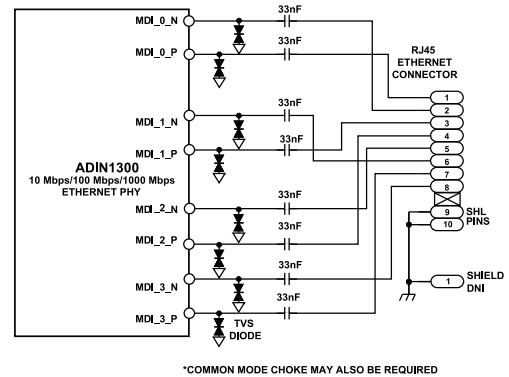 MDI_0_N
33nF
MDI_0_P
33nF
RJ45
ETHERNET
CONNECTOR
MDI_1_N
33nF
MDI_1_P
33nF
ADIN1300
10 Mbps/100 Mbps/1000 Mbps
ETHERNET PHY
MDI_2_N
33nF
MDI_2_P
33nF
MDI_3_N
33nF
MDI_3_P
33nF
TVS
DIODE
1
2
3
4
5
6
7
8
9
10
SHL
PINS
1
SHIELD
DNI
*COMMON MODE CHOKE MAY ALSO BE REQUIRED